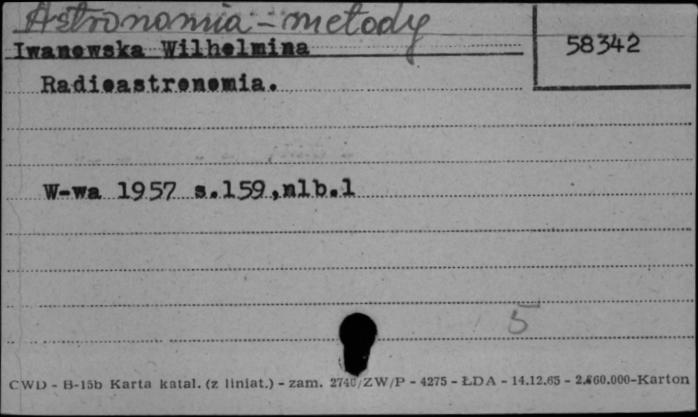 Astronomia - metody
Iwanowska Wilhelmina
58342
Radioastronomia.
W-wa 1957 s.159,nlb.1
5
CWD - B-15b Karta katal. (z liniat.) - zam. 2740/ZW/P - 4275 - ŁDA - 14.12.65 - 2.860.000-Karton